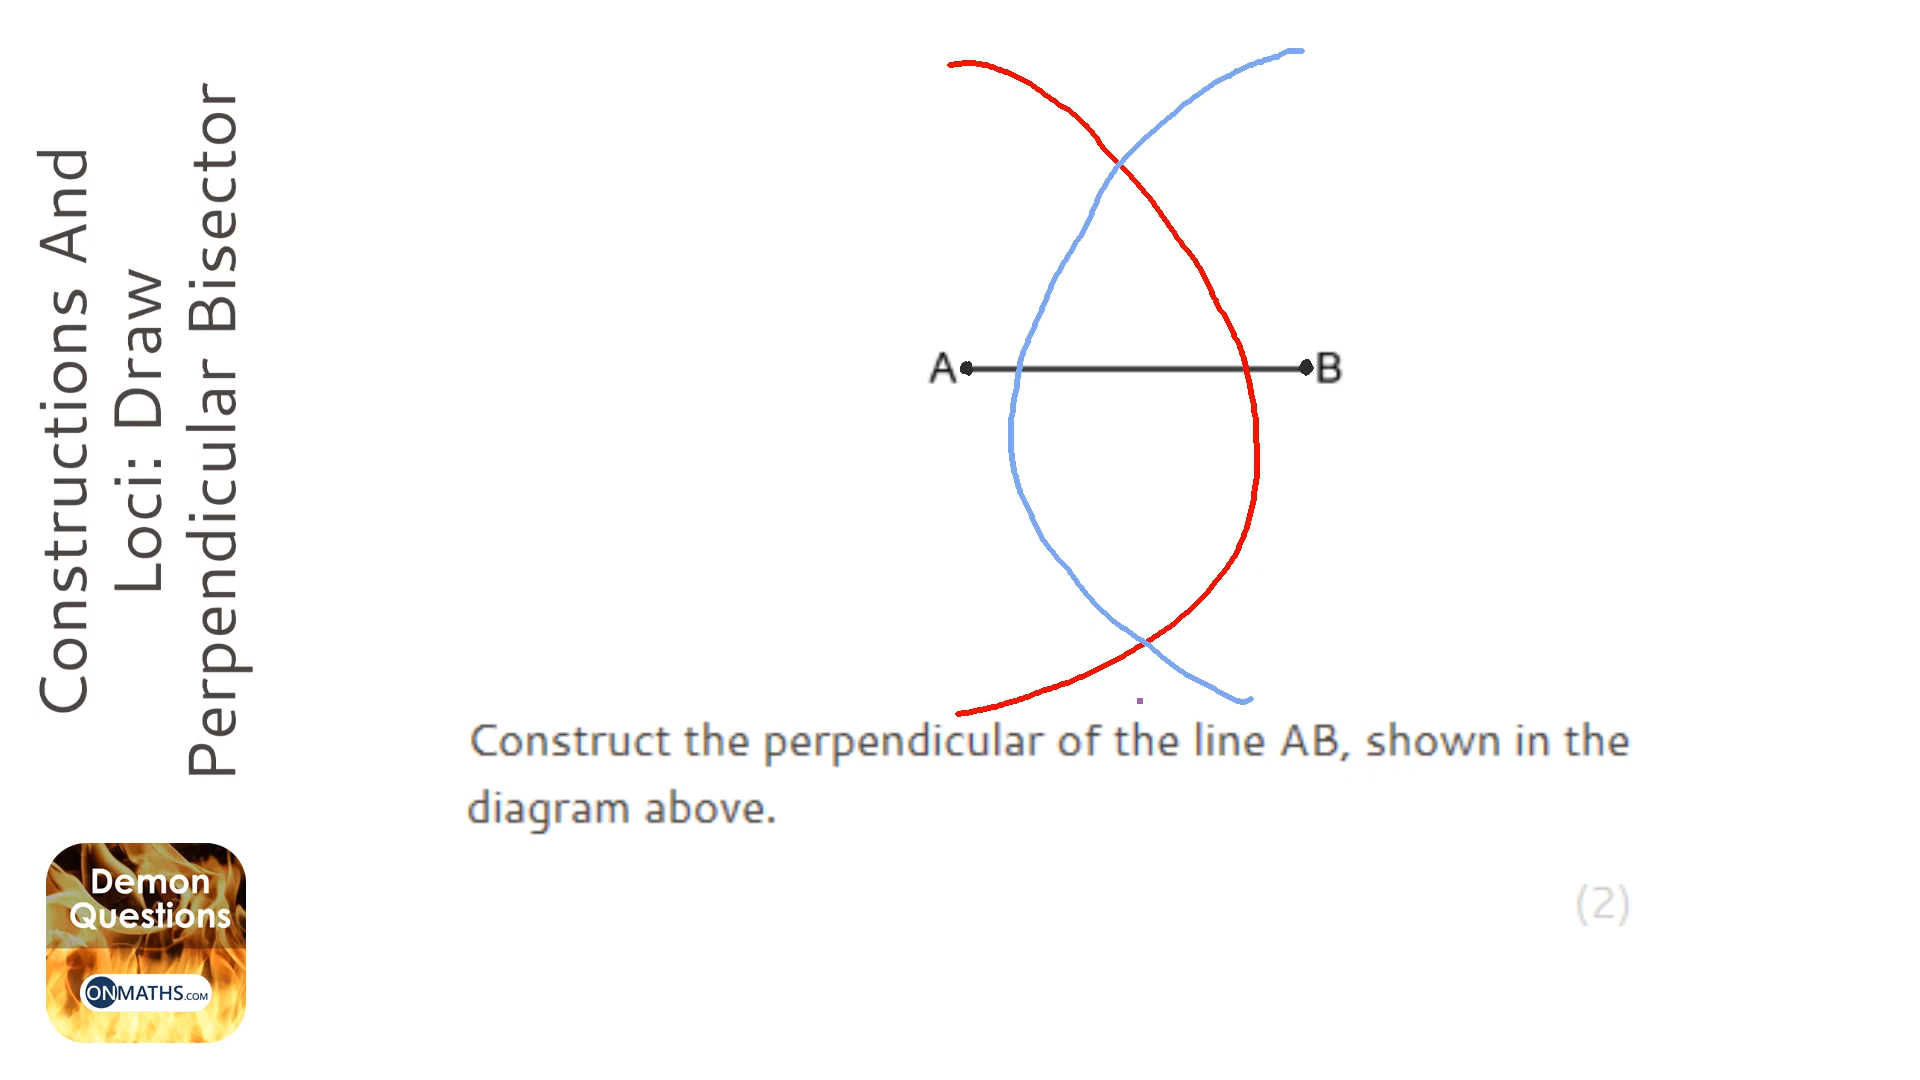 Constructions And
Loci: Draw
Perpendicular Bisector
A
B
Construct the perpendicular of the line AB, shown in the
diagram above.
(2)
Demon
Questions
ONMATHS.COM